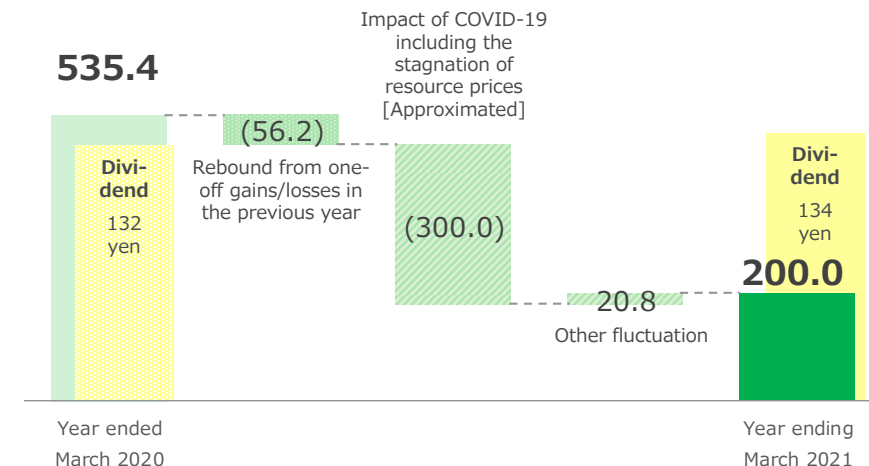 Impact of COVID-19
including the
stagnation of
resource prices
[Approximated]
535.4
(56.2)
Rebound from one-
off gains/losses in
the previous year
Divi-
dend
132
yen
(300.0)
20.8
Other fluctuation
Divi-
dend
134
yen
200.0
Year ended
March 2020
Year ending
March 2021